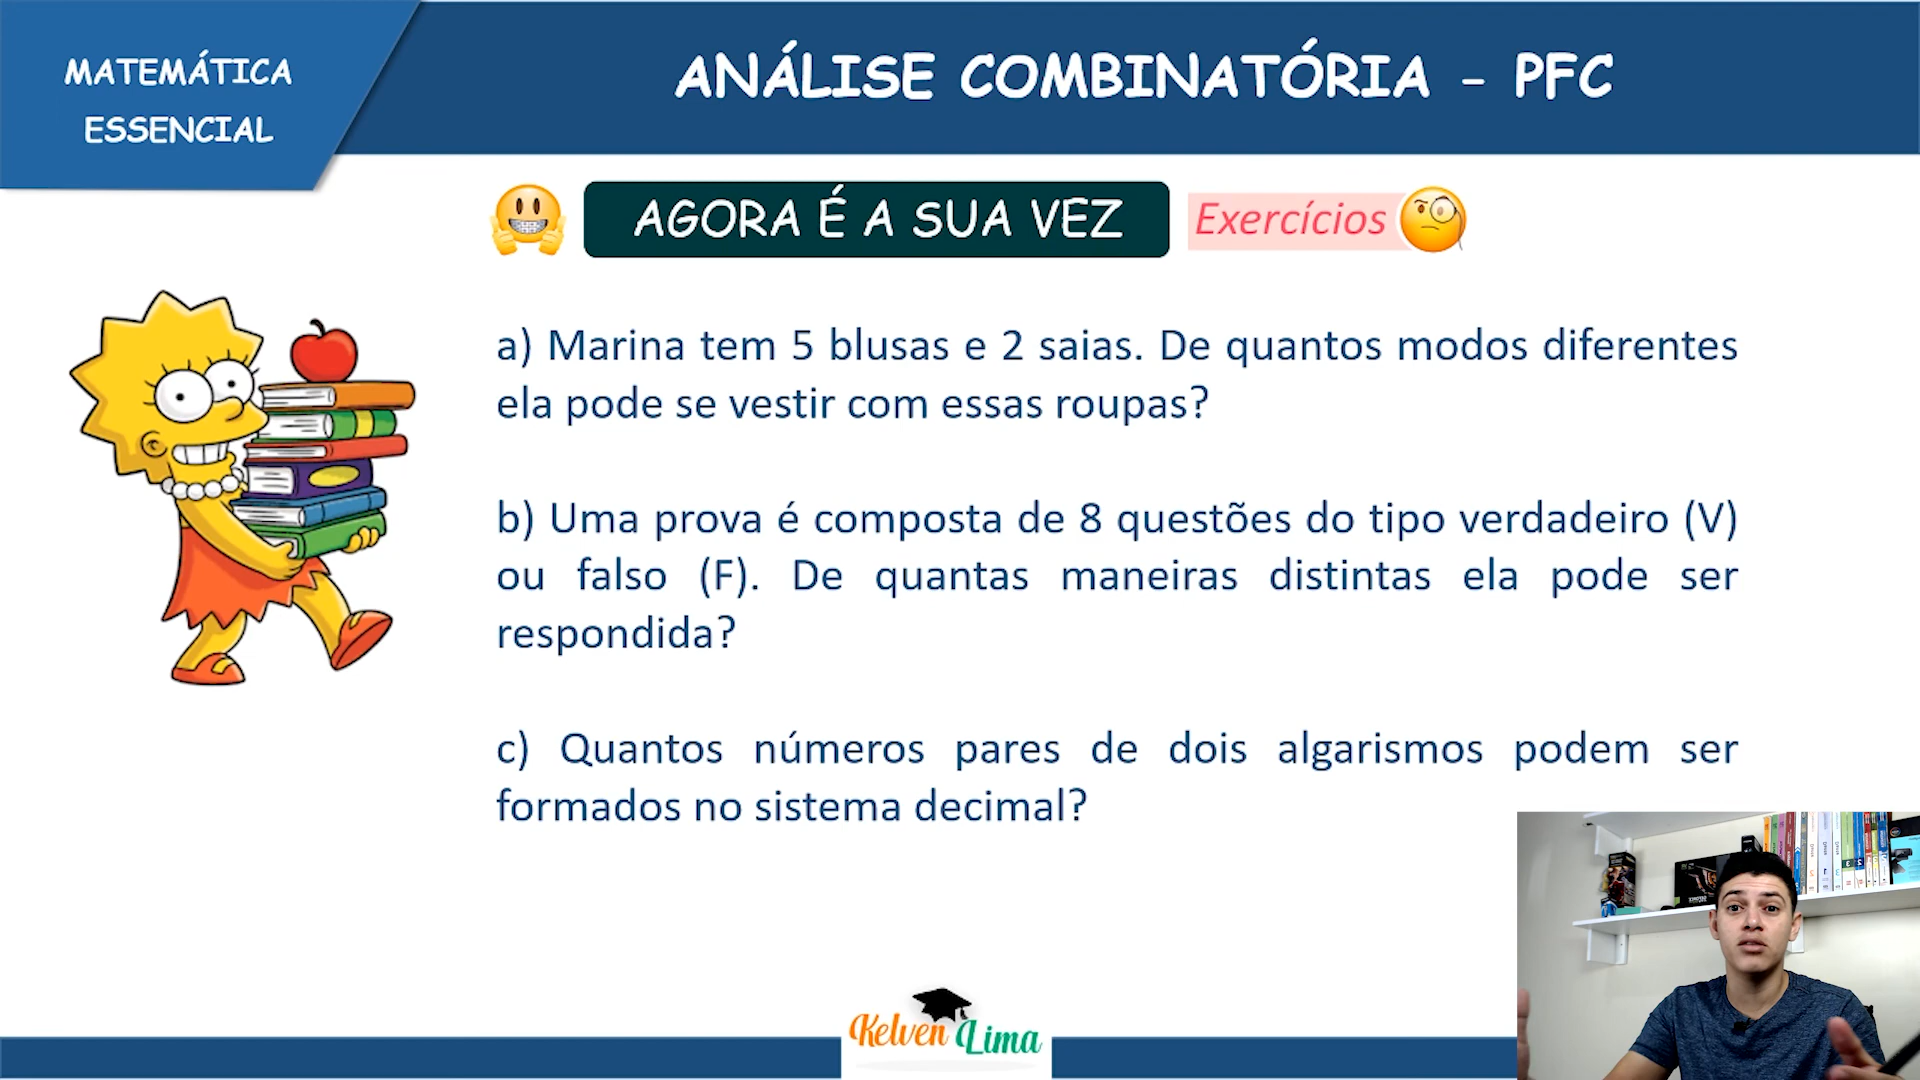 MATEMÁTICA
ESSENCIAL
ANÁLISE COMBINATÓRIA - PFC
AGORA É A SUA VEZ
Exercícios
a) Marina tem 5 blusas e 2 saias. De quantos modos diferentes
ela pode se vestir com essas roupas?
b) Uma prova é composta de 8 questões do tipo verdadeiro (V)
ou falso (F). De quantas maneiras distintas ela pode ser
respondida?
c) Quantos números pares de dois algarismos podem ser
formados no sistema decimal?
Kelven Lima